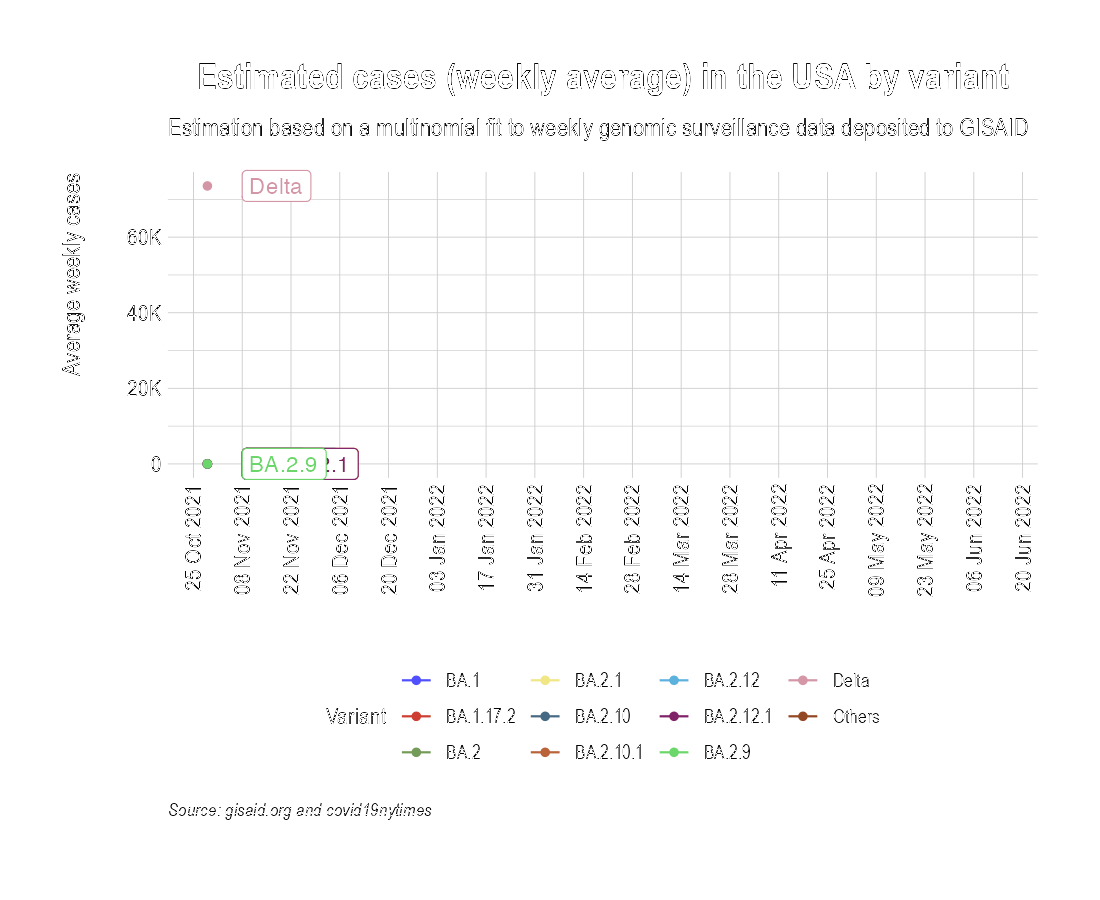 Estimated cases (weekly average) in the USA by variant
Estimation based on a multinomial fit to weekly genomic surveillance data deposited to GISAID
Average weekly cases
60K
40K
20K
0
Delta
BA.2.9
2.1
25 Oct 2021
08 Nov 2021
22 Nov 2021
06 Dec 2021
20 Dec 2021
03 Jan 2022
17 Jan 2022
31 Jan 2022
14 Feb 2022
28 Feb 2022
14 Mar 2022
28 Mar 2022
11 Apr 2022
25 Apr 2022
09 May 2022
23 May 2022
06 Jun 2022
20 Jun 2022
Variant
BA.1
BA.1.17.2
BA.2
BA.2.1
BA.2.10
BA.2.10.1
BA.2.12
BA.2.12.1
BA.2.9
Delta
Others
Source: gisaid.org and covid19nytimes